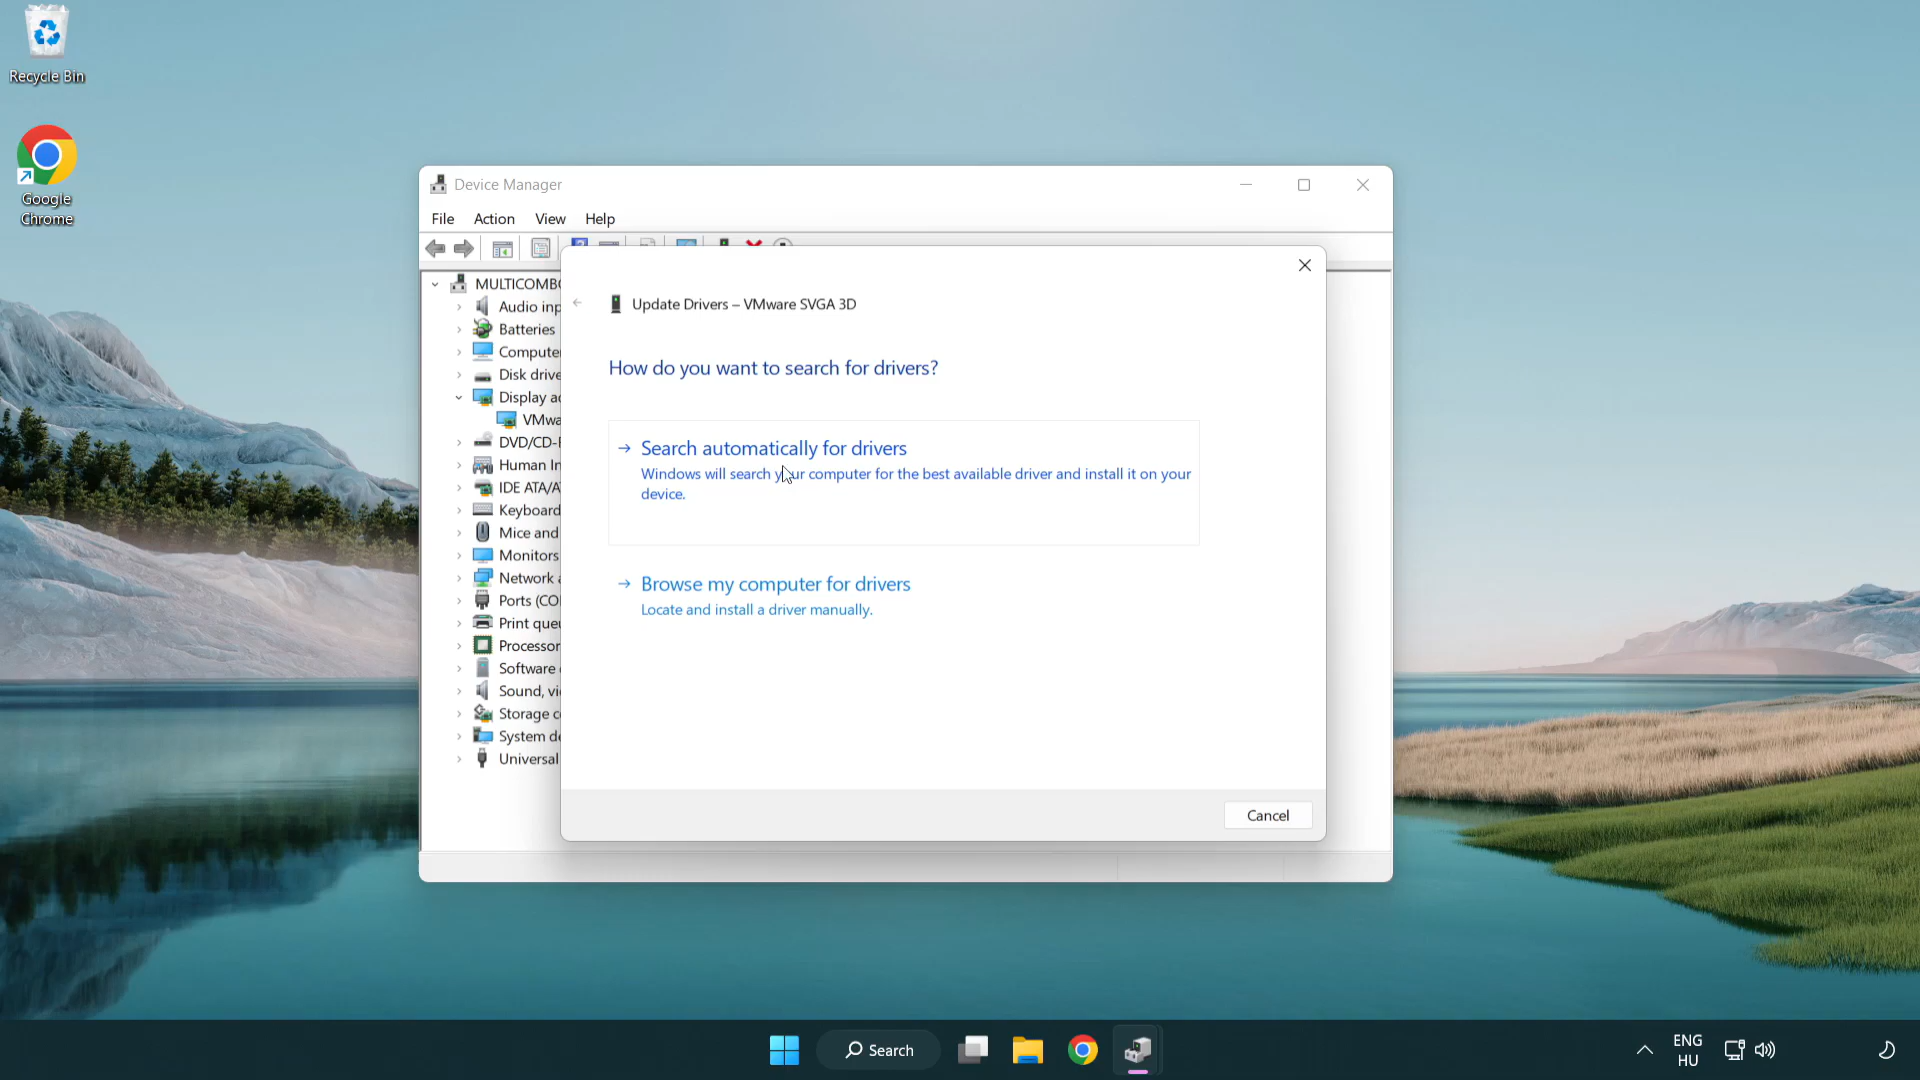 Recycle Bin
Google
Chrome
Device Manager
File Action View Help
MULTICOMBO
Audio inp
Batteries
Compute
Disk drive
Display a
VMwa
DVD/CD-
Human In
IDE ATA/A
Keyboard
Mice and
Monitors
Network a
Ports (CO
Print que
Processor
Software
Sound, vi
Storage c
System de
Universal
Update Drivers – VMware SVGA 3D
How do you want to search for drivers?
Search automatically for drivers
Windows will search your computer for the best available driver and install it on your
device.
Browse my computer for drivers
Locate and install a driver manually.
Cancel
Search
ENG
HU